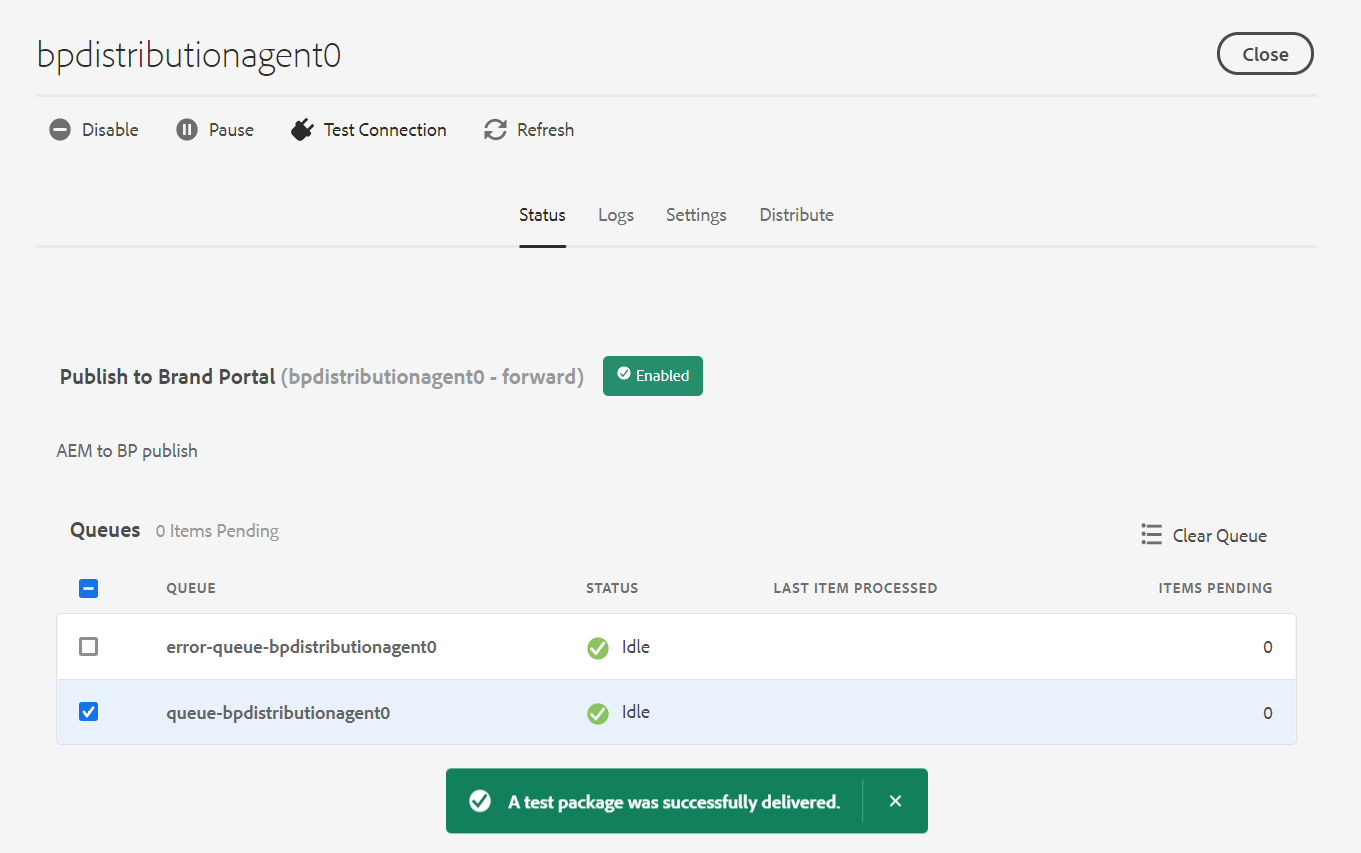 bpdistributionagent0
Close
Disable Pause Test Connection Refresh
Status Logs Settings Distribute
Publish to Brand Portal (bpdistributionagent0 - forward) Enabled
AEM to BP publish
Queues 0 Items Pending Clear Queue
QUEUE STATUS LAST ITEM PROCESSED ITEMS PENDING
error-queue-bpdistributionagent0 Idle 0
queue-bpdistributionagent0 Idle 0
A test package was successfully delivered.